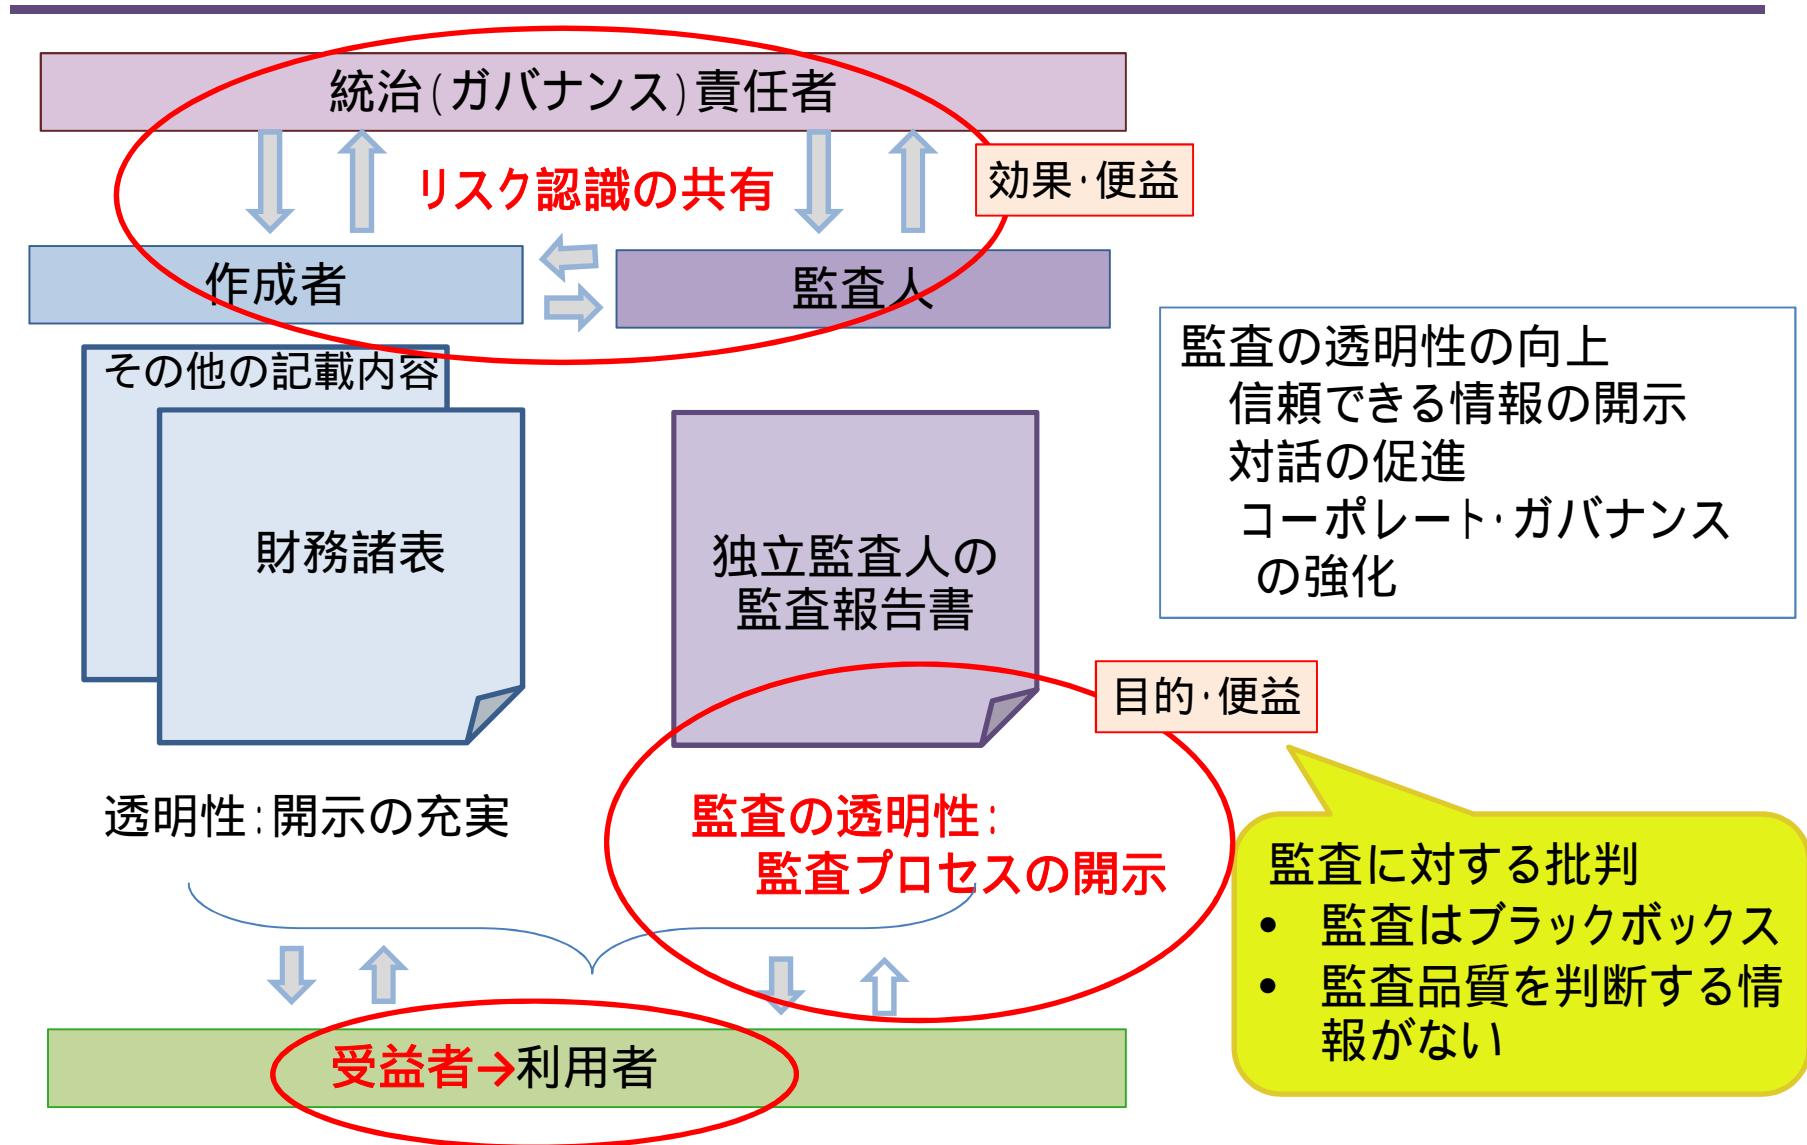 統治(ガバナンス)責任者
リスク認識の共有
効果・便益
作成者
監査人
その他の記載内容
財務諸表
独立監査人の
監査報告書
監査の透明性の向上
信頼できる情報の開示
対話の促進
コーポレート・ガバナンス
の強化
目的・便益
透明性:開示の充実
監査の透明性:
監査プロセスの開示
監査に対する批判
• 監査はブラックボックス
• 監査品質を判断する情
報がない
受益者→利用者